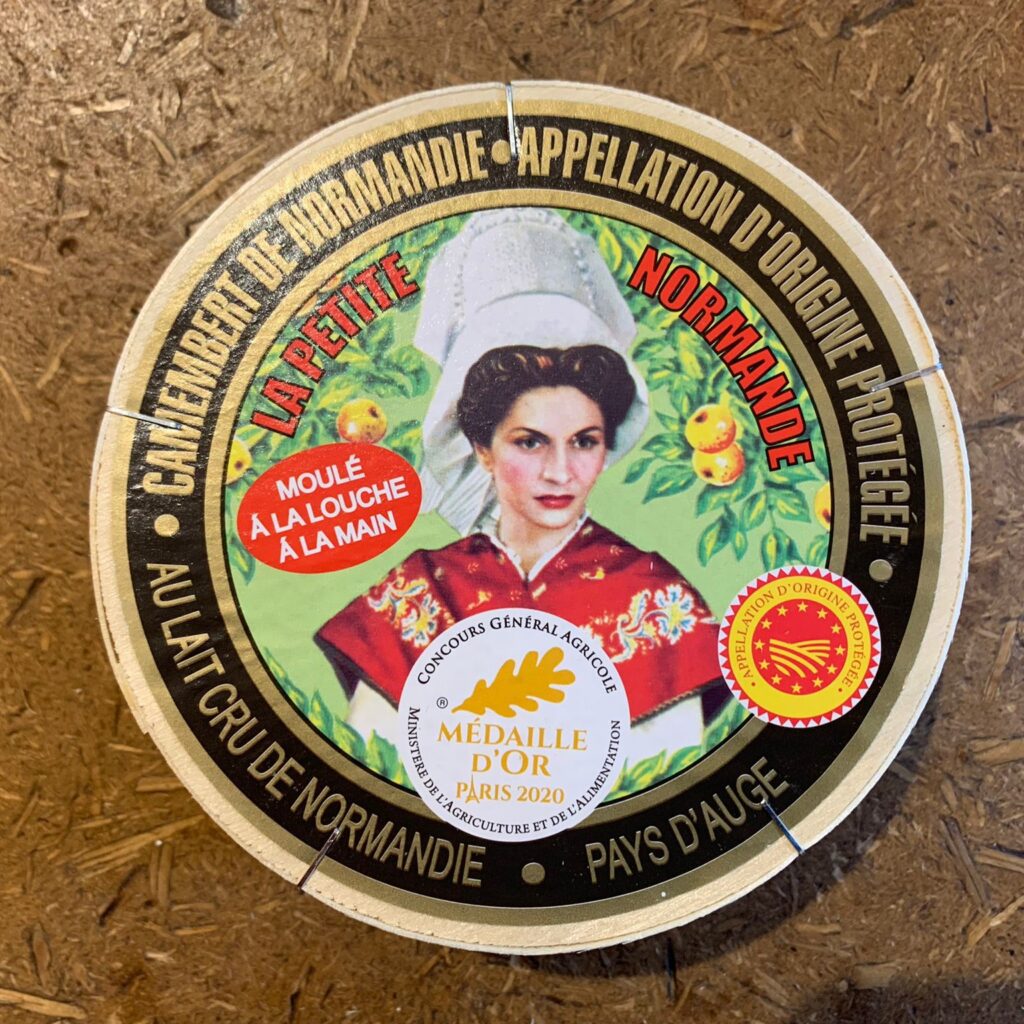 CAMEMBERT DE NORMANDIE • APPELLATION D'ORIGINE PROTÉGÉE •
LA PETITE NORMANDE
MOULÉ
À LA LOUCHE
À LA MAIN
• APPELLATION D'ORIGINE PROTÉGÉE •
CONCOURS GÉNÉRAL AGRICOLE
®
MÉDAILLE
D'OR
PARIS 2020
MINISTERE DE L'AGRICULTURE ET DE L'ALIMENTATION
• AU LAIT CRU DE NORMANDIE • PAYS D'AUGE